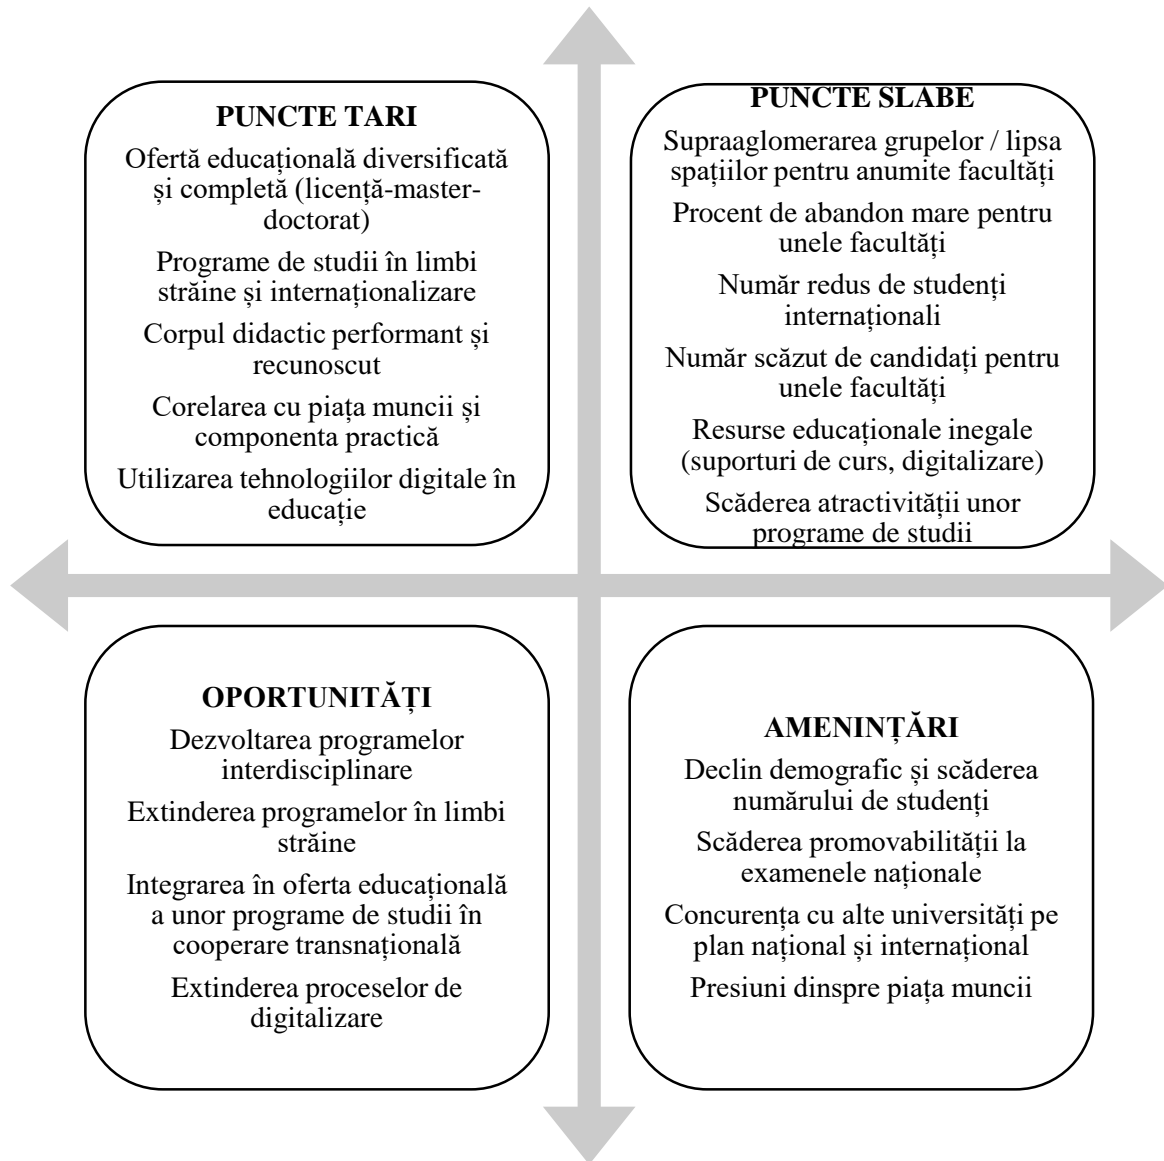 PUNCTE TARI
Ofertă educațională diversificată
și completă (licență-master-
doctorat)
Programe de studii în limbi
străine și internaționalizare
Corpul didactic performant și
recunoscut
Corelarea cu piața muncii și
componenta practică
Utilizarea tehnologiilor digitale în
educație
PUNCTE SLABE
Supraaglomerarea grupelor / lipsa
spațiilor pentru anumite facultăți
Procent de abandon mare pentru
unele facultăți
Număr redus de studenți
internaționali
Număr scăzut de candidați pentru
unele facultăți
Resurse educaționale inegale
(suporturi de curs, digitalizare)
Scăderea atractivității unor
programe de studii
OPORTUNITĂȚI
Dezvoltarea programelor
interdisciplinare
Extinderea programelor în limbi
străine
Integrarea în oferta educațională
a unor programe de studii în
cooperare transnațională
Extinderea proceselor de
digitalizare
AMENINȚĂRI
Declin demografic și scăderea
numărului de studenți
Scăderea promovabilității la
examenele naționale
Concurența cu alte universități pe
plan național și internațional
Presiuni dinspre piața muncii